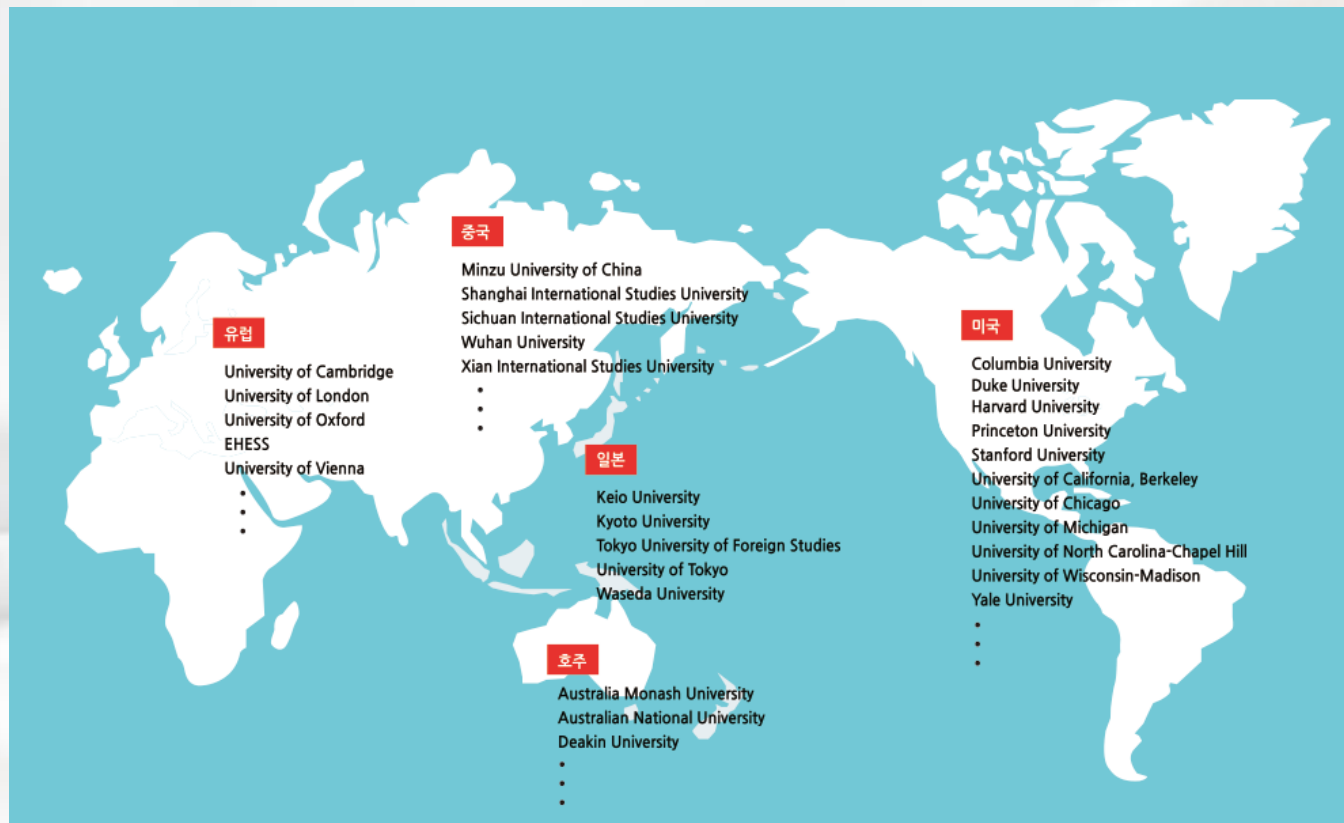 중국
Minzu University of China
Shanghai International Studies University
Sichuan International Studies University
Wuhan University
Xian International Studies University
유럽
University of Cambridge
University of London
University of Oxford
EHESS
University of Vienna
미국
Columbia University
Duke University
Harvard University
Princeton University
Stanford University
University of California, Berkeley
University of Chicago
University of Michigan
University of North Carolina-Chapel Hill
University of Wisconsin-Madison
Yale University
일본
Keio University
Kyoto University
Tokyo University of Foreign Studies
University of Tokyo
Waseda University
호주
Australia Monash University
Australian National University
Deakin University